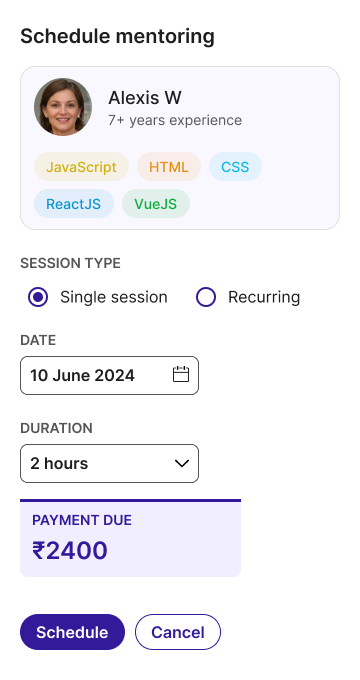 Schedule mentoring
Alexis W
7+ years experience
JavaScript HTML CSS
ReactJS VueJS
SESSION TYPE
Single session Recurring
DATE
10 June 2024
DURATION
2 hours
PAYMENT DUE
₹2400
Schedule Cancel